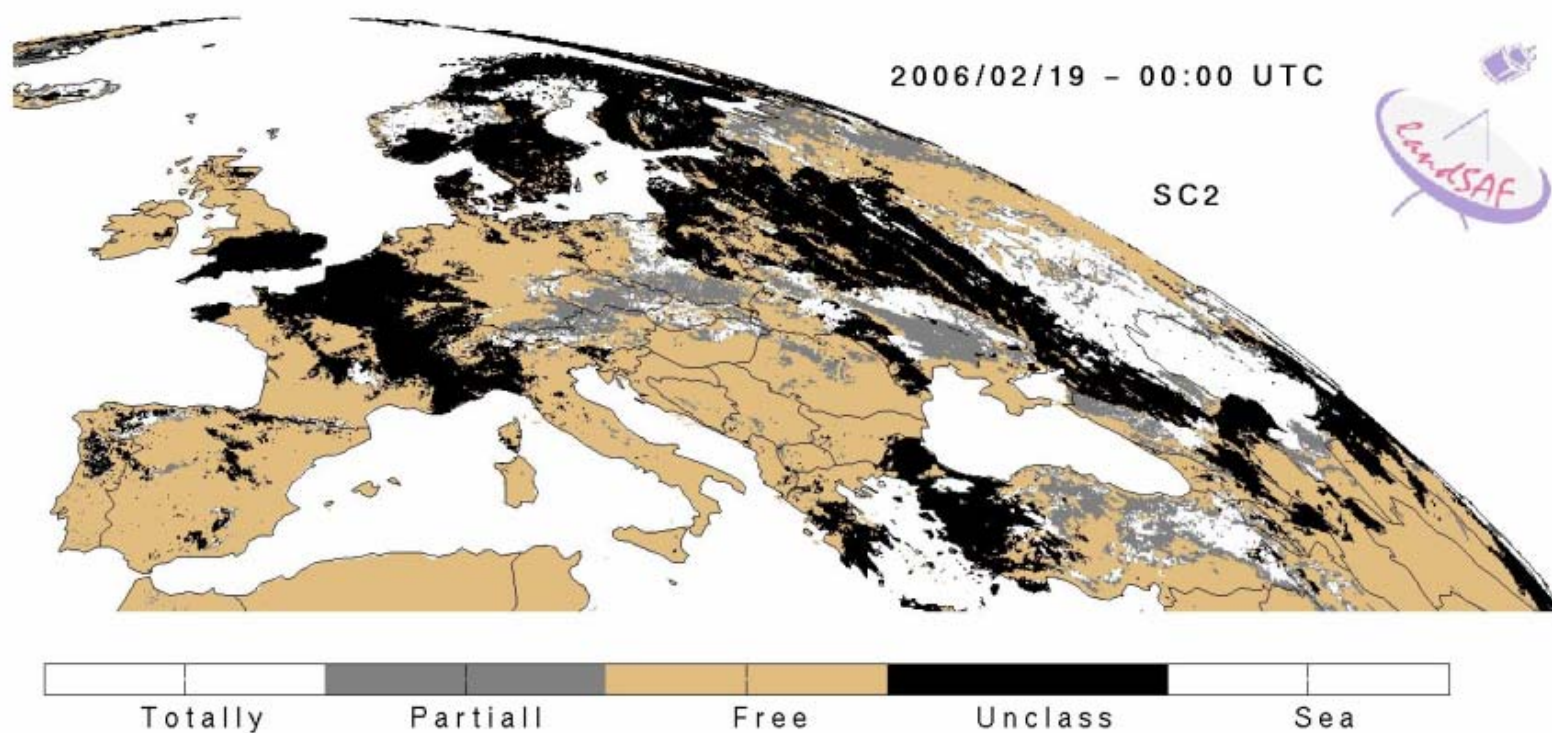 2006/02/19 – 00:00 UTC
LandSAF
SC2
Totally Partiall Free Unclass Sea